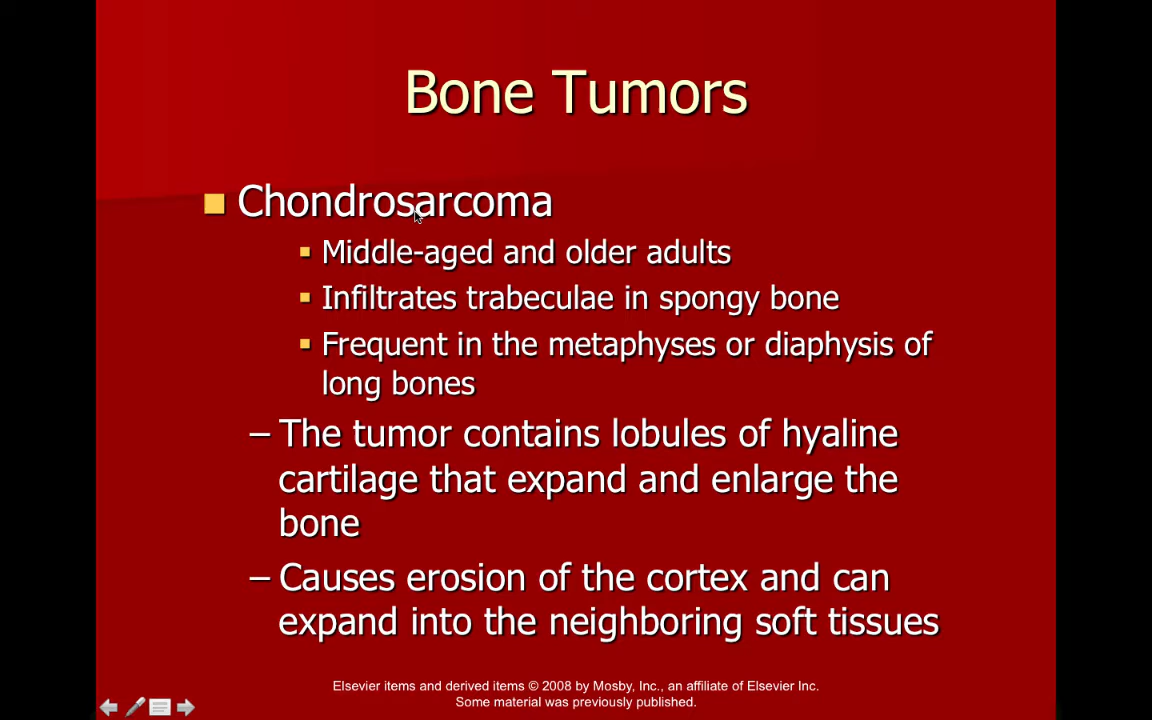 Bone Tumors
Chondrosarcoma
Middle-aged and older adults
Infiltrates trabeculae in spongy bone
Frequent in the metaphyses or diaphysis of
long bones
– The tumor contains lobules of hyaline
cartilage that expand and enlarge the
bone
– Causes erosion of the cortex and can
expand into the neighboring soft tissues
Elsevier items and derived items © 2008 by Mosby, Inc., an affiliate of Elsevier Inc.
Some material was previously published.